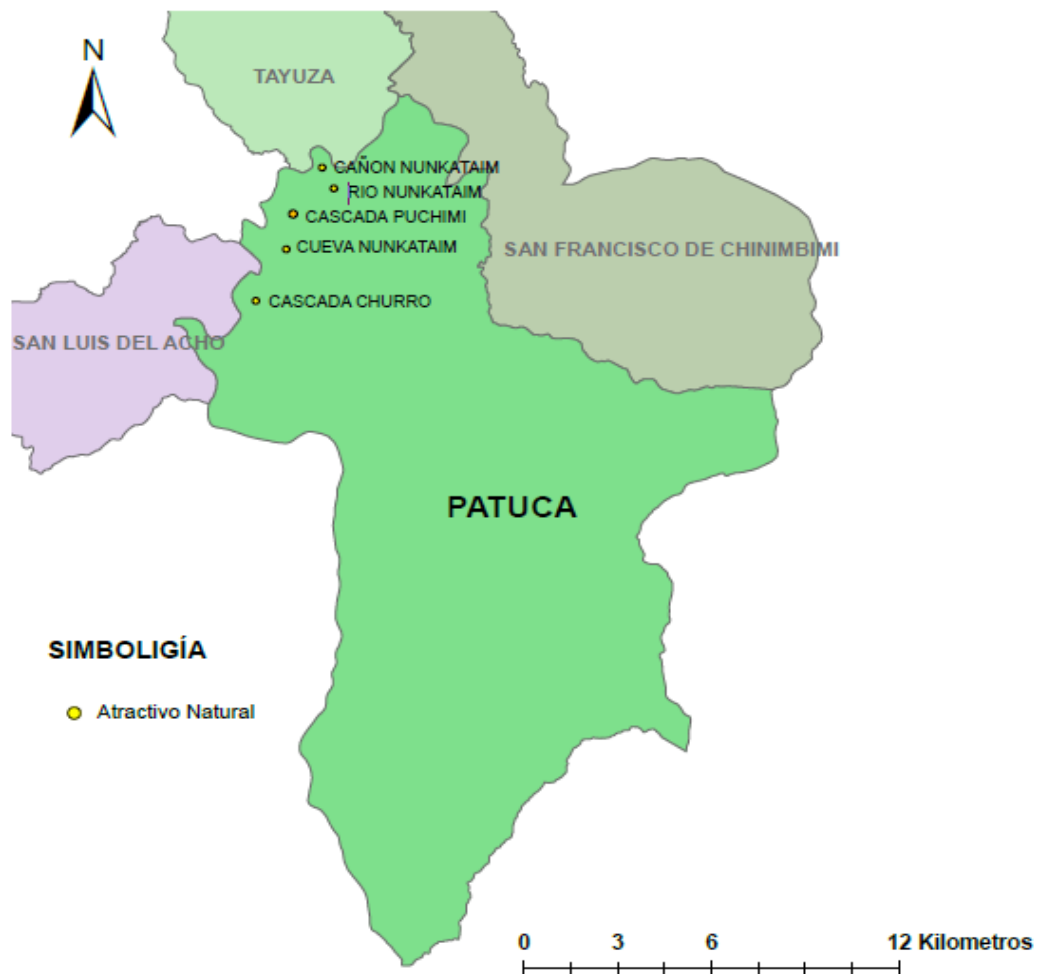 N
TAYUZA
CAÑON NUNKATAIM
RIO NUNKATAIM
CASCADA PUCHIMI
SAN FRANCISCO DE CHINIMBIMI
CUEVA NUNKATAIM
CASCADA CHURRO
SAN LUIS DEL ACHO
PATUCA
SIMBOLIGÍA
Atractivo Natural
0 3 6 12 Kilometros